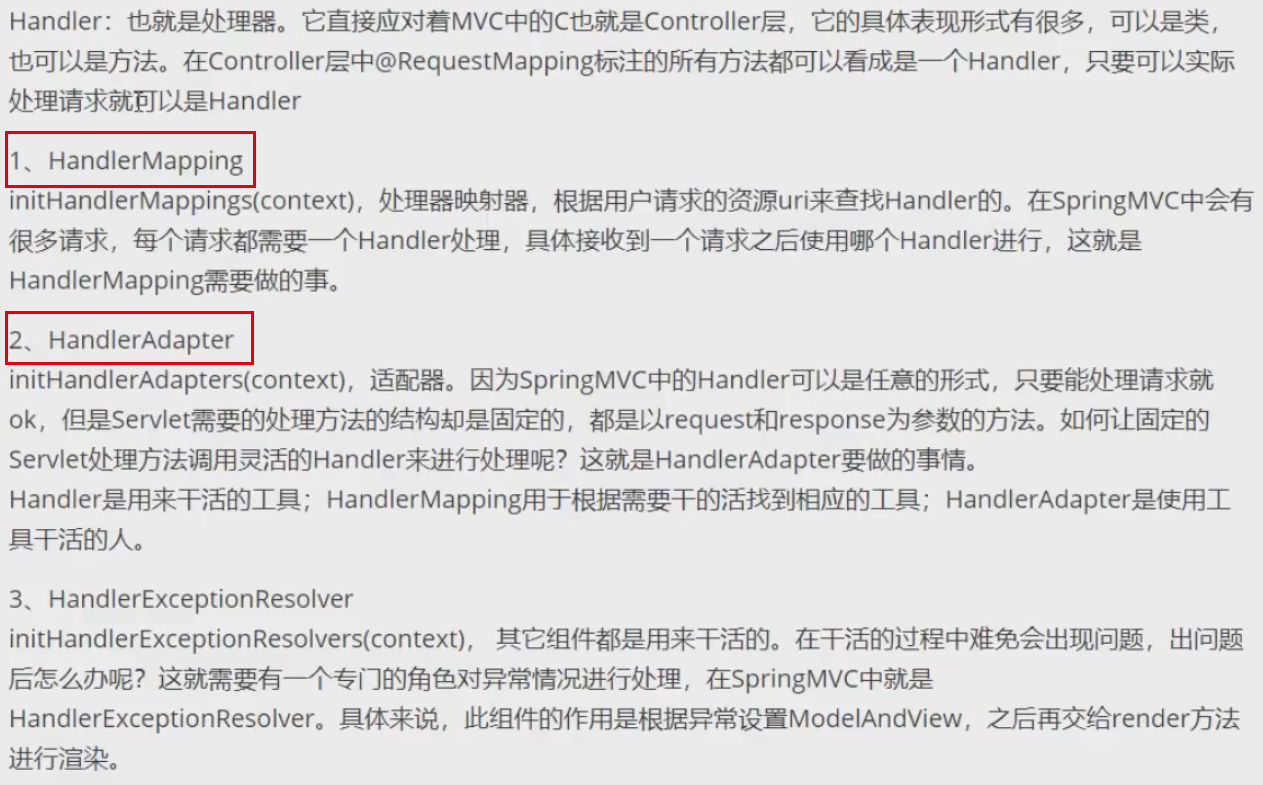 Handler：也就是处理器。它直接应对着MVC中的C也就是Controller层，它的具体表现形式有很多，可以是类，
也可以是方法。在Controller层中@RequestMapping标注的所有方法都可以看成是一个Handler，只要可以实际
处理请求就可以是Handler
1、HandlerMapping
initHandlerMappings(context)，处理器映射器，根据用户请求的资源uri来查找Handler的。在SpringMVC中会有
很多请求，每个请求都需要一个Handler处理，具体接收到一个请求之后使用哪个Handler进行，这就是
HandlerMapping需要做的事。
2、HandlerAdapter
initHandlerAdapters(context)，适配器。因为SpringMVC中的Handler可以是任意的形式，只要能处理请求就
ok，但是Servlet需要的处理方法的结构却是固定的，都是以request和response为参数的方法。如何让固定的
Servlet处理方法调用灵活的Handler来进行处理呢？这就是HandlerAdapter要做的事情。
Handler是用来干活的工具；HandlerMapping用于根据需要干的活找到相应的工具；HandlerAdapter是使用工
具干活的人。
3、HandlerExceptionResolver
initHandlerExceptionResolvers(context)， 其它组件都是用来干活的。在干活的过程中难免会出现问题，出问题
后怎么办呢？这就需要有一个专门的角色对异常情况进行处理，在SpringMVC中就是
HandlerExceptionResolver。具体来说，此组件的作用是根据异常设置ModelAndView，之后再交给render方法
进行渲染。